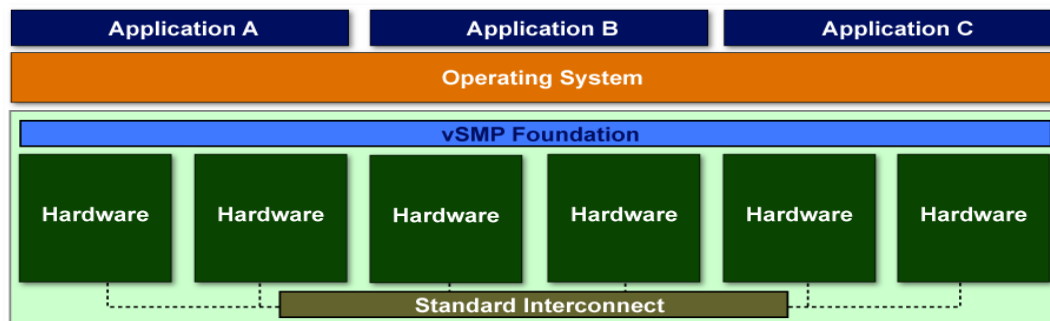 Application A
Application B
Application C
Operating System
vSMP Foundation
Hardware
Hardware
Hardware
Hardware
Hardware
Hardware
Standard Interconnect